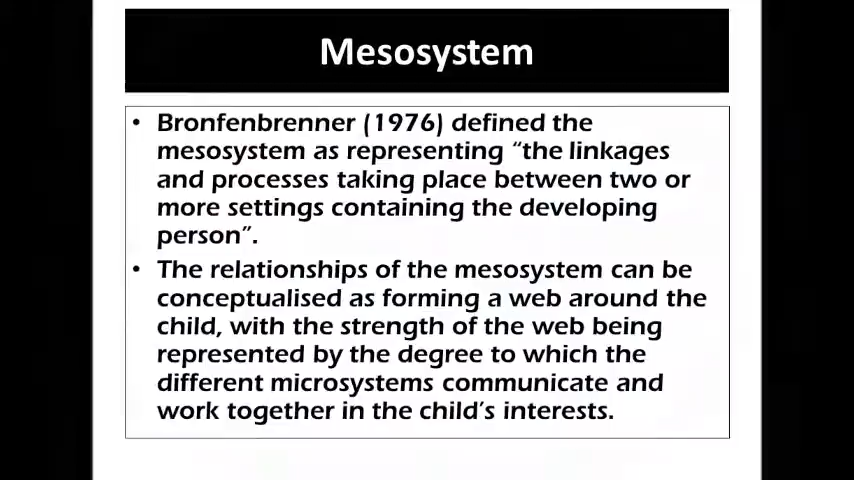 Mesosystem
• Bronfenbrenner (1976) defined the
mesosystem as representing “the linkages
and processes taking place between two or
more settings containing the developing
person”.
• The relationships of the mesosystem can be
conceptualised as forming a web around the
child, with the strength of the web being
represented by the degree to which the
different microsystems communicate and
work together in the child’s interests.